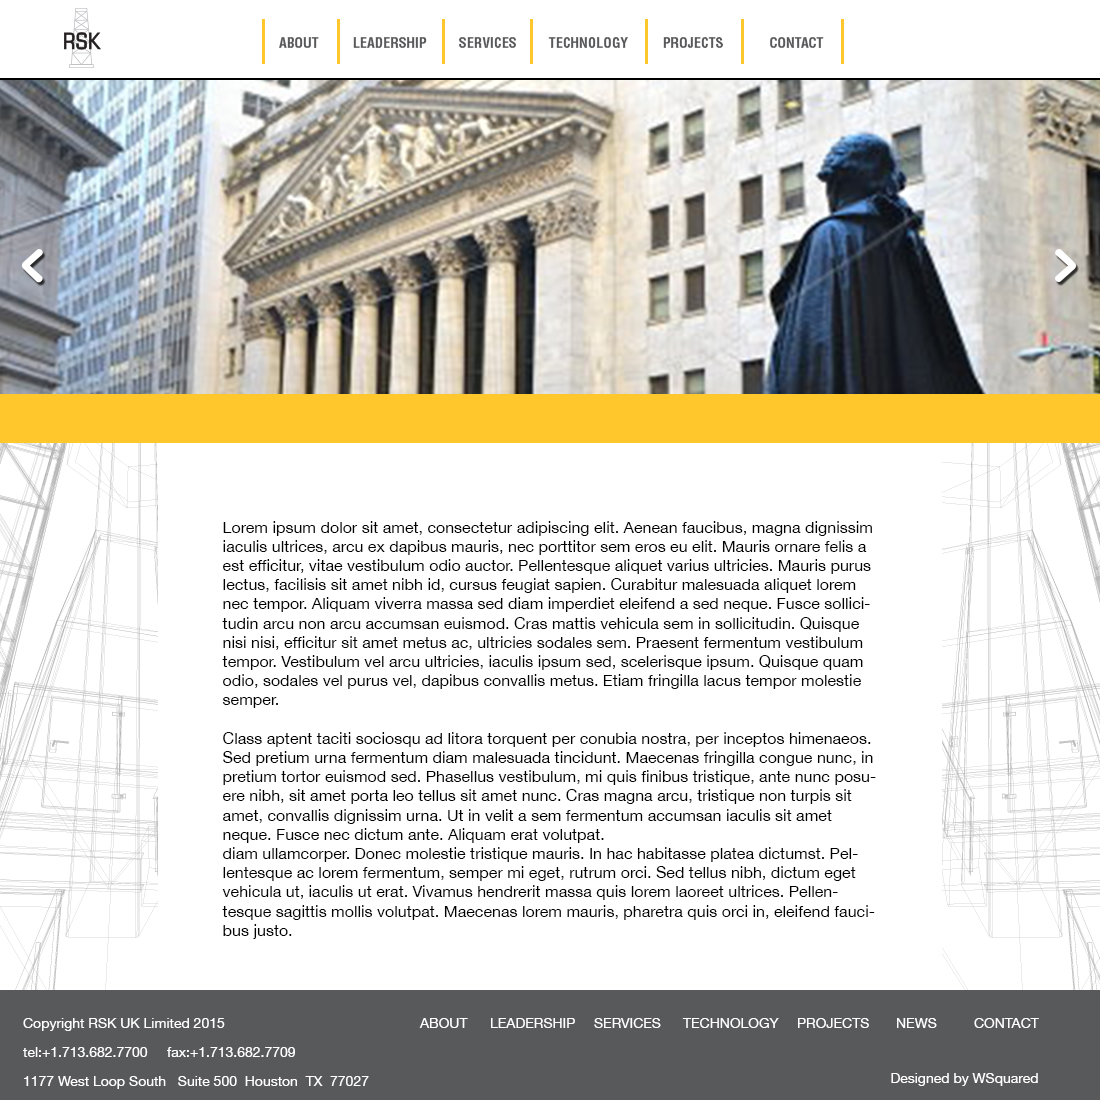 RSK
ABOUT LEADERSHIP SERVICES TECHNOLOGY PROJECTS CONTACT
Lorem ipsum dolor sit amet, consectetur adipiscing elit. Aenean faucibus, magna dignissim
iaculis ultrices, arcu ex dapibus mauris, nec porttitor sem eros eu elit. Mauris ornare felis a
est efficitur, vitae vestibulum odio auctor. Pellentesque aliquet varius ultricies. Mauris purus
lectus, facilisis sit amet nibh id, cursus feugiat sapien. Curabitur malesuada aliquet lorem
nec tempor. Aliquam viverra massa sed diam imperdiet eleifend a sed neque. Fusce sollici-
tudin arcu non arcu accumsan euismod. Cras mattis vehicula sem in sollicitudin. Quisque
nisi nisi, efficitur sit amet metus ac, ultricies sodales sem. Praesent fermentum vestibulum
tempor. Vestibulum vel arcu ultricies, iaculis ipsum sed, scelerisque ipsum. Quisque quam
odio, sodales vel purus vel, dapibus convallis metus. Etiam fringilla lacus tempor molestie
semper.
Class aptent taciti sociosqu ad litora torquent per conubia nostra, per inceptos himenaeos.
Sed pretium urna fermentum diam malesuada tincidunt. Maecenas fringilla congue nunc, in
pretium tortor euismod sed. Phasellus vestibulum, mi quis finibus tristique, ante nunc posu-
ere nibh, sit amet porta leo tellus sit amet nunc. Cras magna arcu, tristique non turpis sit
amet, convallis dignissim urna. Ut in velit a sem fermentum accumsan iaculis sit amet
neque. Fusce nec dictum ante. Aliquam erat volutpat.
diam ullamcorper. Donec molestie tristique mauris. In hac habitasse platea dictumst. Pel-
lentesque ac lorem fermentum, semper mi eget, rutrum orci. Sed tellus nibh, dictum eget
vehicula ut, iaculis ut erat. Vivamus hendrerit massa quis lorem laoreet ultrices. Pellen-
tesque sagittis mollis volutpat. Maecenas lorem mauris, pharetra quis orci in, eleifend fauci-
bus justo.
Copyright RSK UK Limited 2015
ABOUT LEADERSHIP SERVICES TECHNOLOGY PROJECTS NEWS CONTACT
tel:+1.713.682.7700 fax:+1.713.682.7709
1177 West Loop South Suite 500 Houston TX 77027
Designed by WSquared